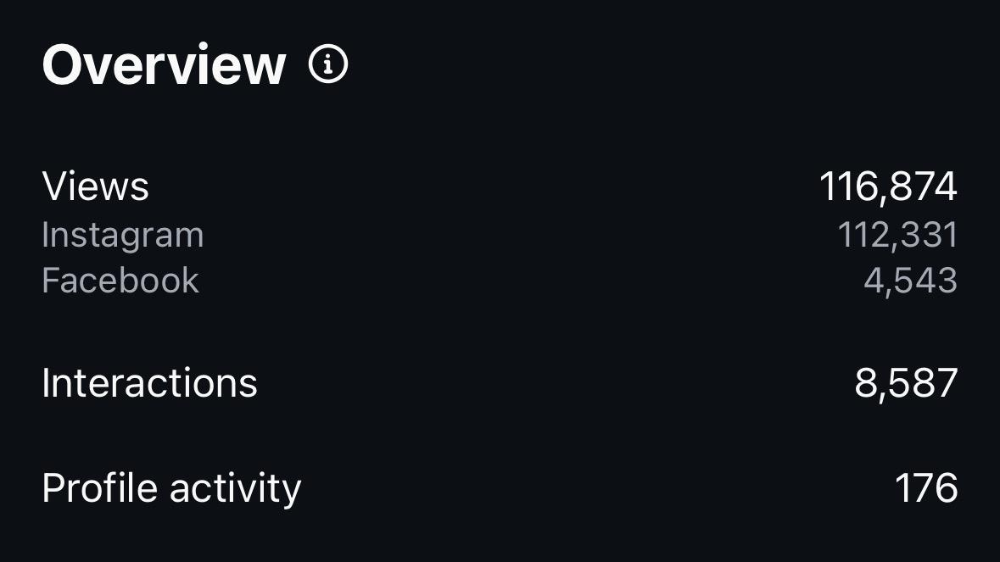 Overview
Views 116,874
Instagram 112,331
Facebook 4,543
Interactions 8,587
Profile activity 176